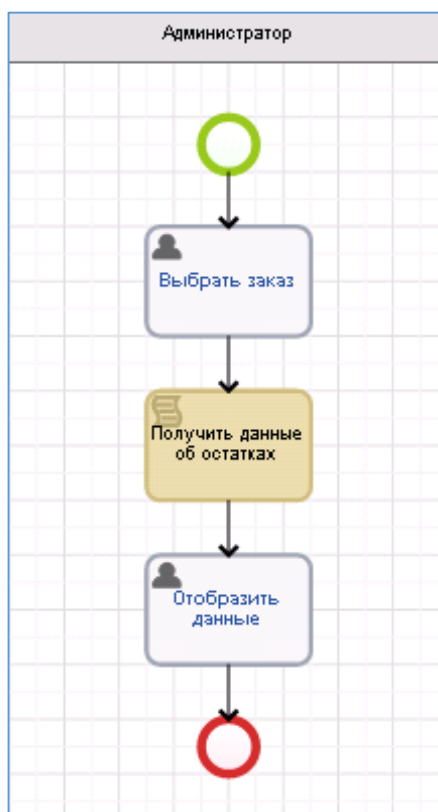 Администратор
Выбрать заказ
Получить данные
об остатках
Отобразить
данные